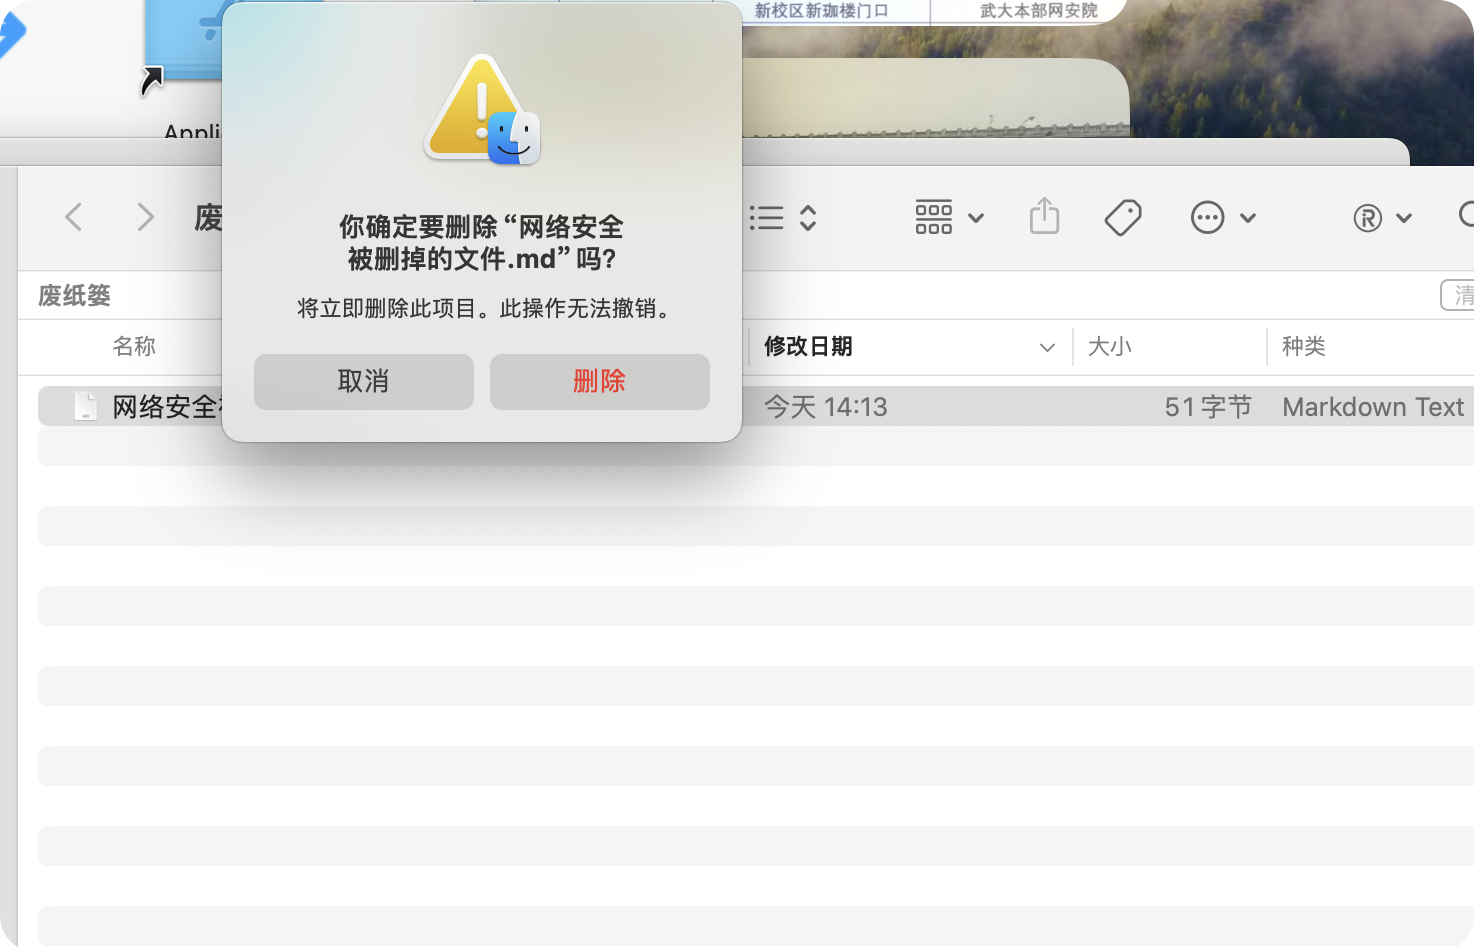 新校区新珈楼门口
武大本部网安院
Appli
废
你确定要删除“网络安全
被删掉的文件.md”吗?
将立即删除此项目。此操作无法撤销。
取消
删除
废纸篓
清
名称
修改日期
大小
种类
网络安全
今天 14:13
51 字节
Markdown Text